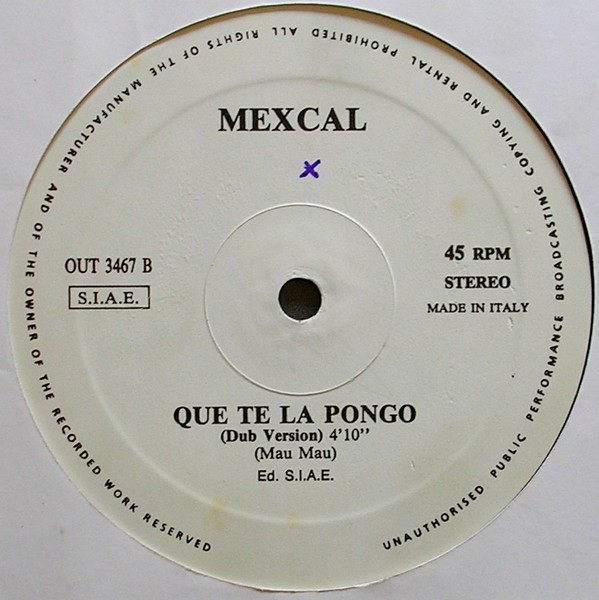 ALL RIGHTS OF THE MANUFACTURER AND OF THE OWNER OF THE RECORDED WORK RESERVED
UNAUTHORISED PUBLIC PERFORMANCE BROADCASTING COPYING AND RENTAL PROHIBITED
MEXCAL
x
OUT 3467 B
S.I.A.E.
45 RPM
STEREO
MADE IN ITALY
QUE TE LA PONGO
(Dub Version) 4'10''
(Mau Mau)
Ed. S.I.A.E.